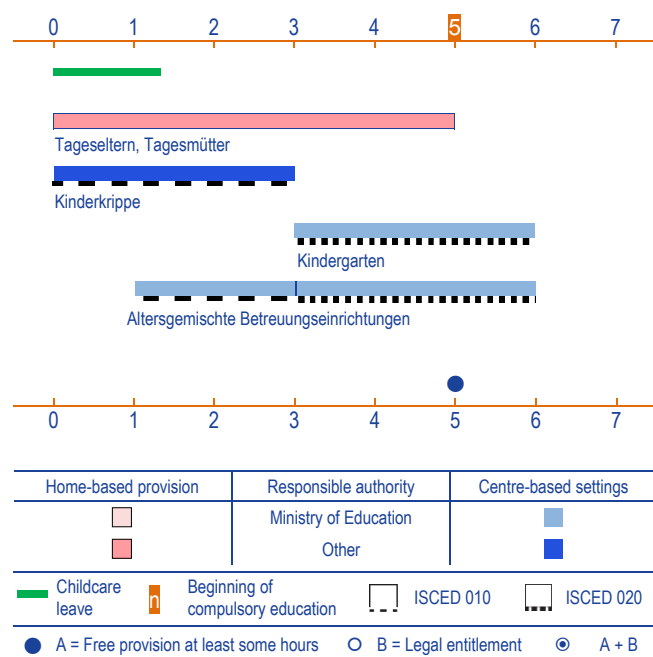 0 1 2 3 4 5 6 7
Tageseltern, Tagesmütter
Kinderkrippe
Kindergarten
Altersgemischte Betreuungseinrichtungen
0 1 2 3 4 5 6 7
Home-based provision Responsible authority Centre-based settings
Ministry of Education
Other
Childcare
leave
n
Beginning of
compulsory education
ISCED 010
ISCED 020
A = Free provision at least some hours B = Legal entitlement A + B